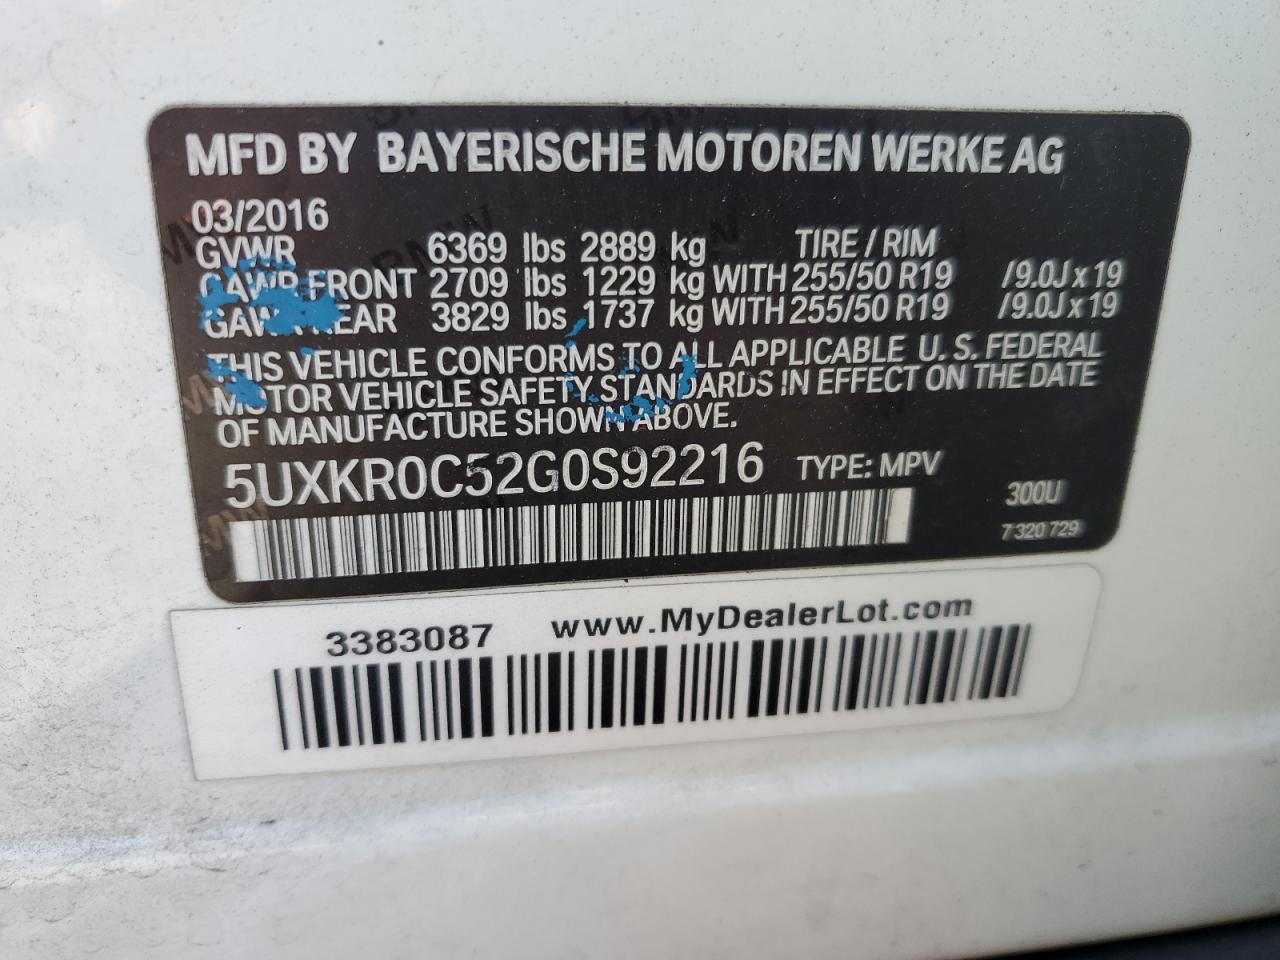 MFD BY BAYERISCHE MOTOREN WERKE AG
03/2016
GVWR 6369 lbs 2889 kg TIRE / RIM
GAWR FRONT 2709 lbs 1229 kg WITH 255/50 R19 /9.0J x 19
GAWR REAR 3829 lbs 1737 kg WITH 255/50 R19 /9.0J x 19
THIS VEHICLE CONFORMS TO ALL APPLICABLE U. S. FEDERAL
MOTOR VEHICLE SAFETY STANDARDS IN EFFECT ON THE DATE
OF MANUFACTURE SHOWN ABOVE.
5UXKR0C52G0S92216 TYPE: MPV
300U
7 320 729
3383087 www.MyDealerLot.com